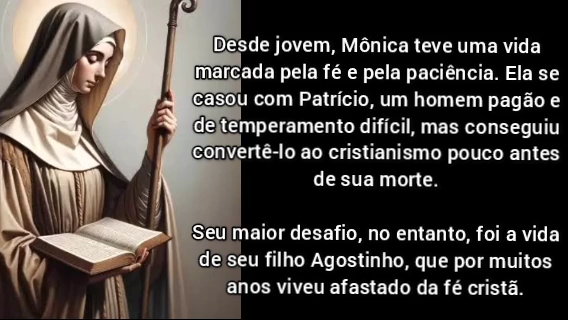 Desde jovem, Mônica teve uma vida
marcada pela fé e pela paciência. Ela se
casou com Patrício, um homem pagão e
de temperamento difícil, mas conseguiu
convertê-lo ao cristianismo pouco antes
de sua morte.
Seu maior desafio, no entanto, foi a vida
de seu filho Agostinho, que por muitos
anos viveu afastado da fé cristã.